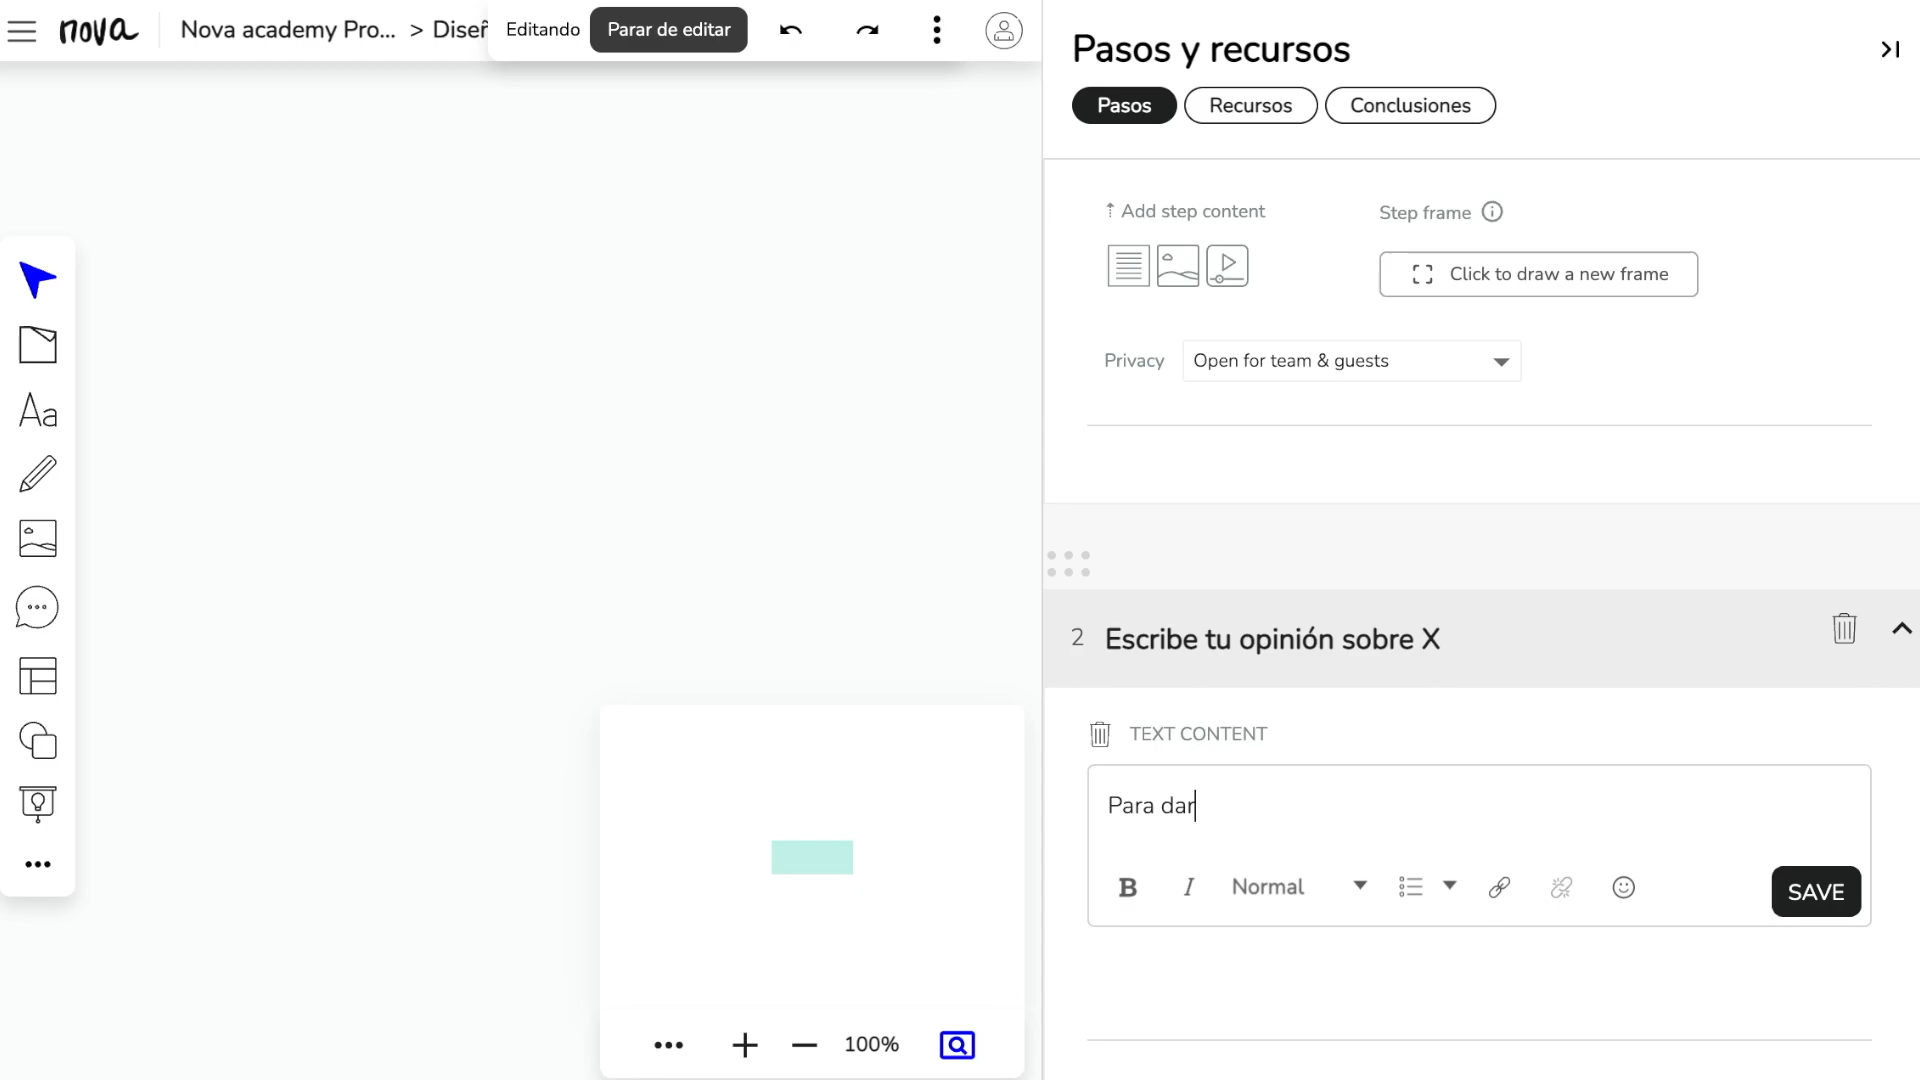 nova
Nova academy Pro... > Diseñ
Editando
Parar de editar
Pasos y recursos
Pasos
Recursos
Conclusiones
Add step content
Step frame
Click to draw a new frame
Privacy
Open for team & guests
Aa
2 Escribe tu opinión sobre X
TEXT CONTENT
Para dar
B I Normal
SAVE
100%